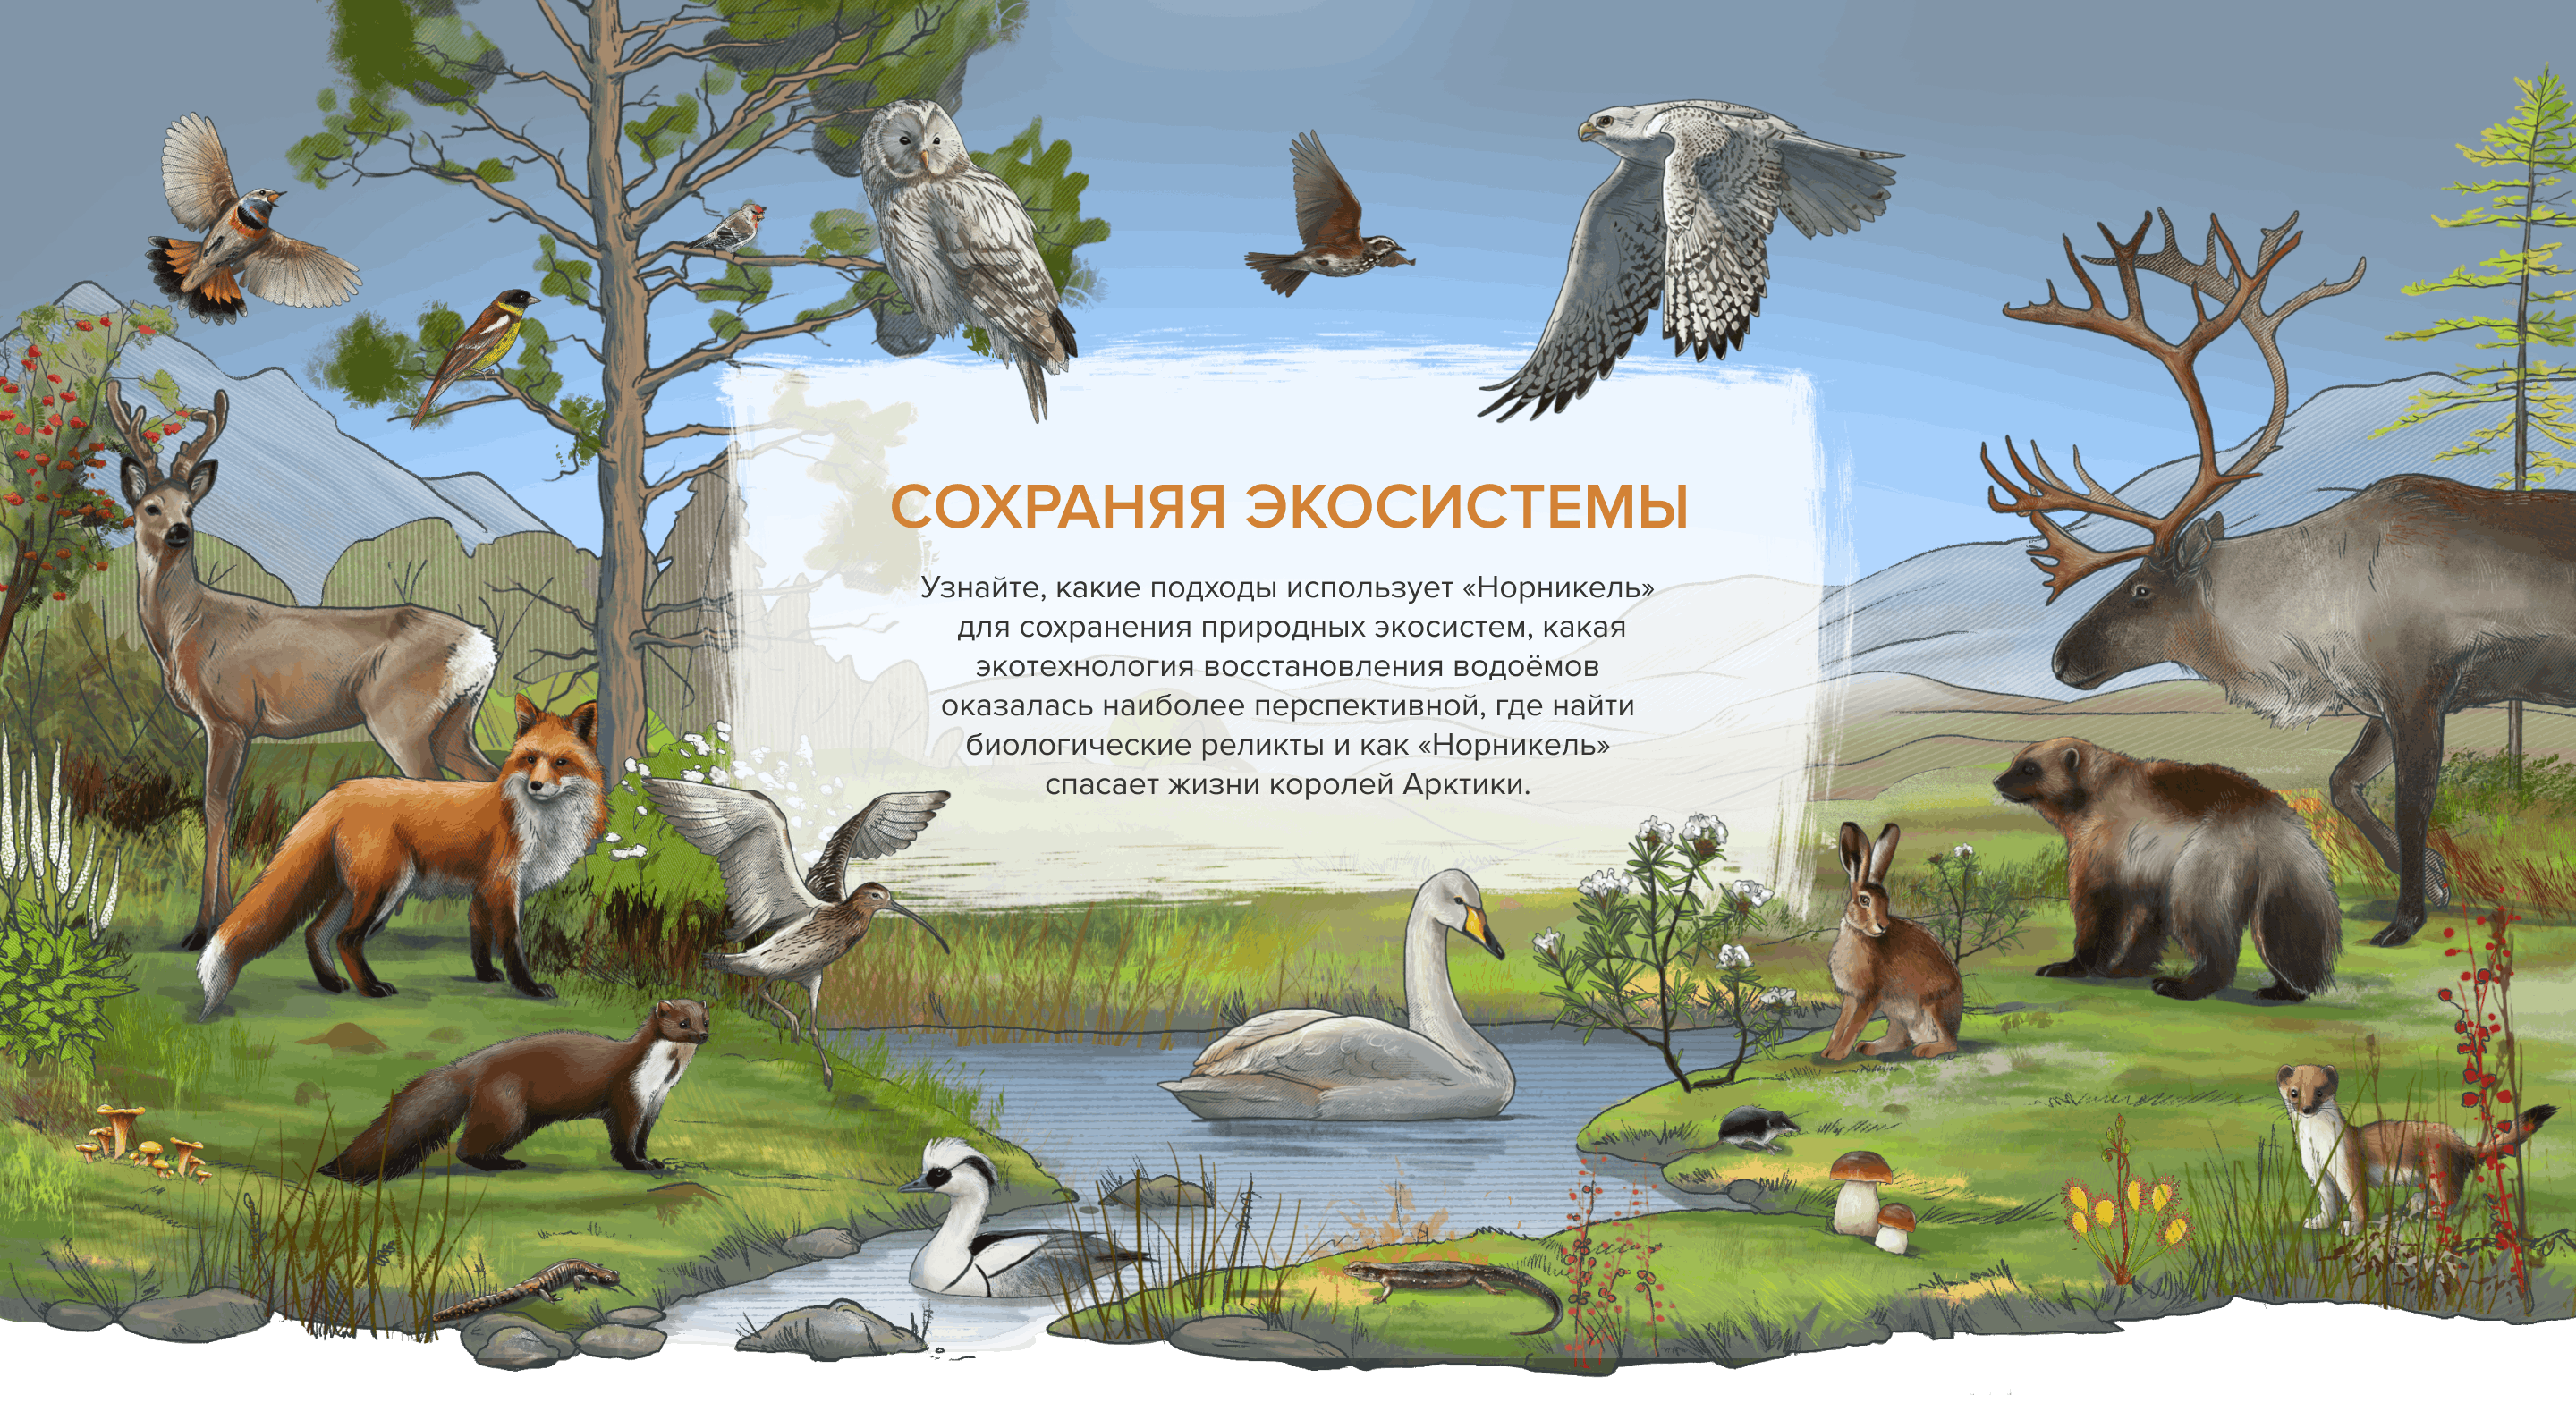 СОХРАНЯЯ ЭКОСИСТЕМЫ
Узнайте, какие подходы использует «Норникель»
для сохранения природных экосистем, какая
экотехнология восстановления водоёмов
оказалась наиболее перспективной, где найти
биологические реликты и как «Норникель»
спасает жизни королей Арктики.